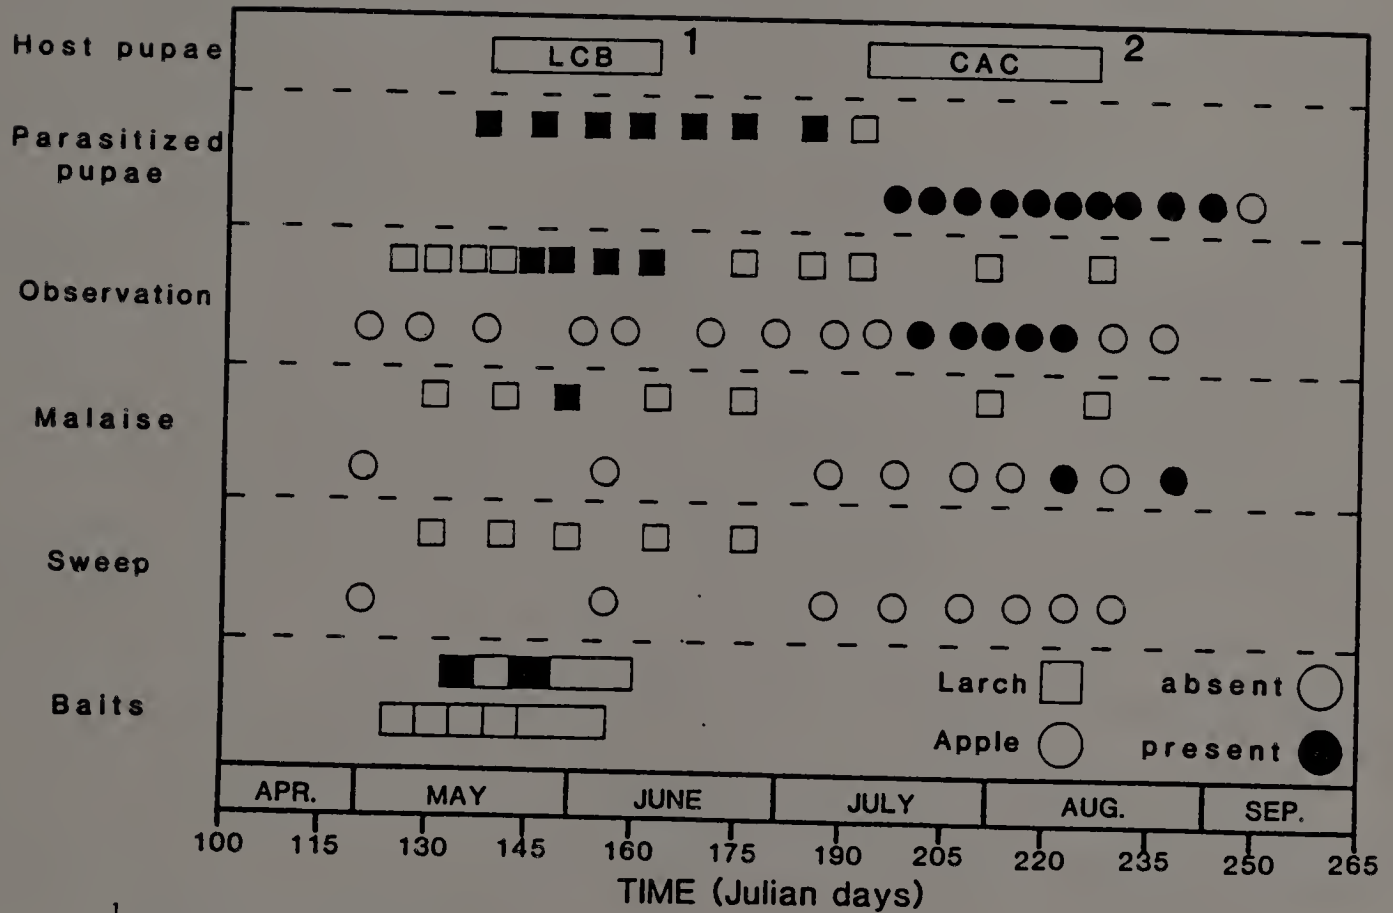 Host pupae LCB 1 CAC 2
Parasitized
pupae
Observation
Malaise
Sweep
Baits
Larch absent
Apple present
APR. MAY JUNE JULY AUG. SEP.
100 115 130 145 160 175 190 205 220 235 250 265
TIME (Julian days)
1